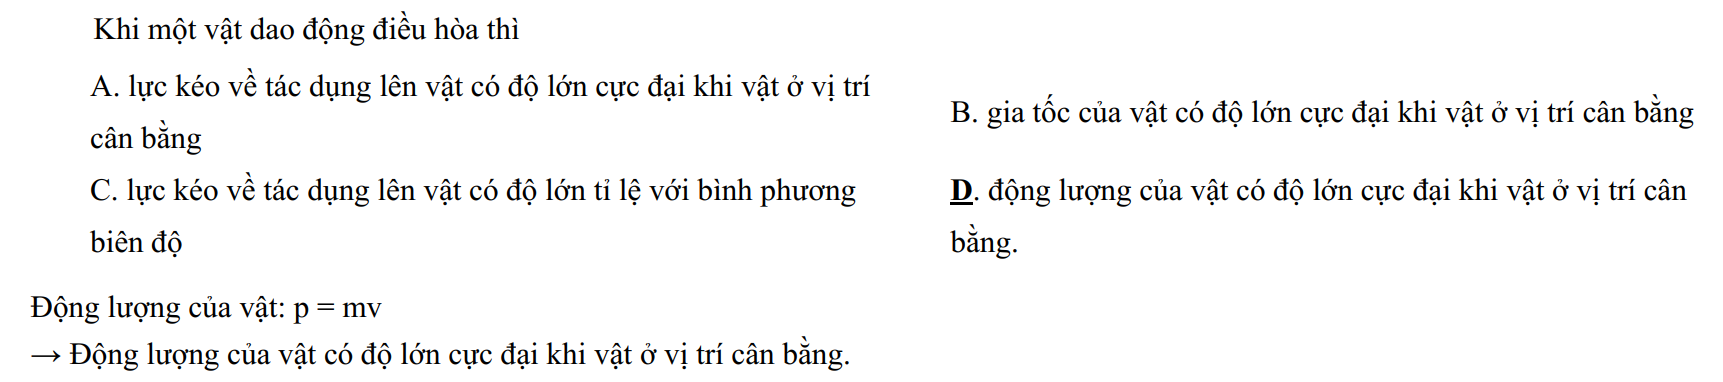 Khi một vật dao động điều hòa thì
A. lực kéo về tác dụng lên vật có độ lớn cực đại khi vật ở vị trí
cân bằng
B. gia tốc của vật có độ lớn cực đại khi vật ở vị trí cân bằng
C. lực kéo về tác dụng lên vật có độ lớn tỉ lệ với bình phương
biên độ
D. động lượng của vật có độ lớn cực đại khi vật ở vị trí cân
bằng.
Động lượng của vật: p = mv
→ Động lượng của vật có độ lớn cực đại khi vật ở vị trí cân bằng.